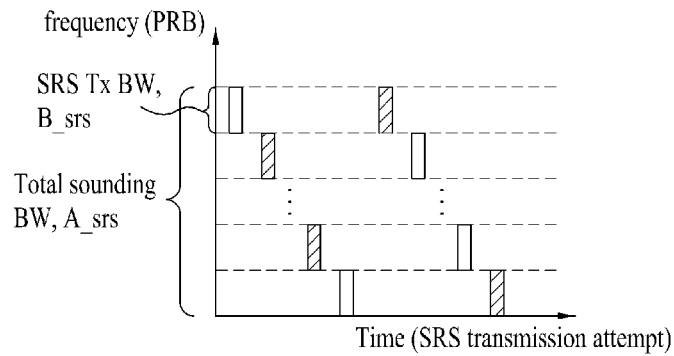 frequency (PRB)
SRS Tx BW,
B_srs
Total sounding
BW, A_srs
Time (SRS transmission attempt)